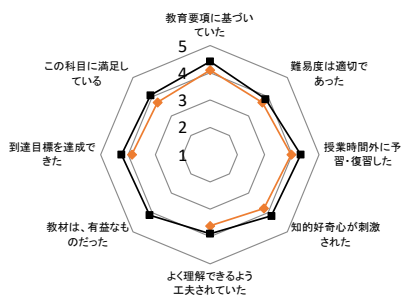 教育要項に基づい
ていた
難易度は適切で
あった
授業時間外に予
習・復習した
知的好奇心が刺激
された
よく理解できるよう
工夫されていた
教材は、有益なも
のだった
到達目標を達成で
きた
この科目に満足し
ている
5
4
3
2
1